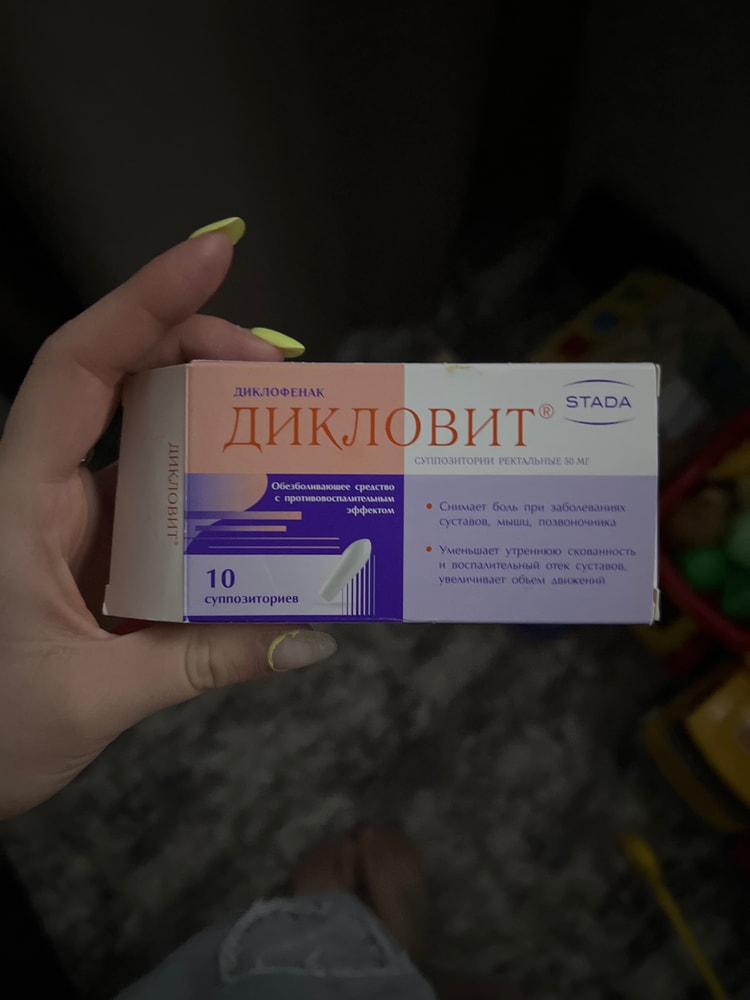 ДИКЛОФЕНАК
ДИКЛОВИТ®
STADA
СУППОЗИТОРИИ РЕКТАЛЬНЫЕ 50 МГ
Обезболивающее средство
с противовоспалительным
эффектом
10
суппозиториев
• Снимает боль при заболеваниях
суставов, мышц, позвоночника
• Уменьшает утреннюю скованность
и воспалительный отек суставов,
увеличивает объем движений
ДИКЛОВИТ®